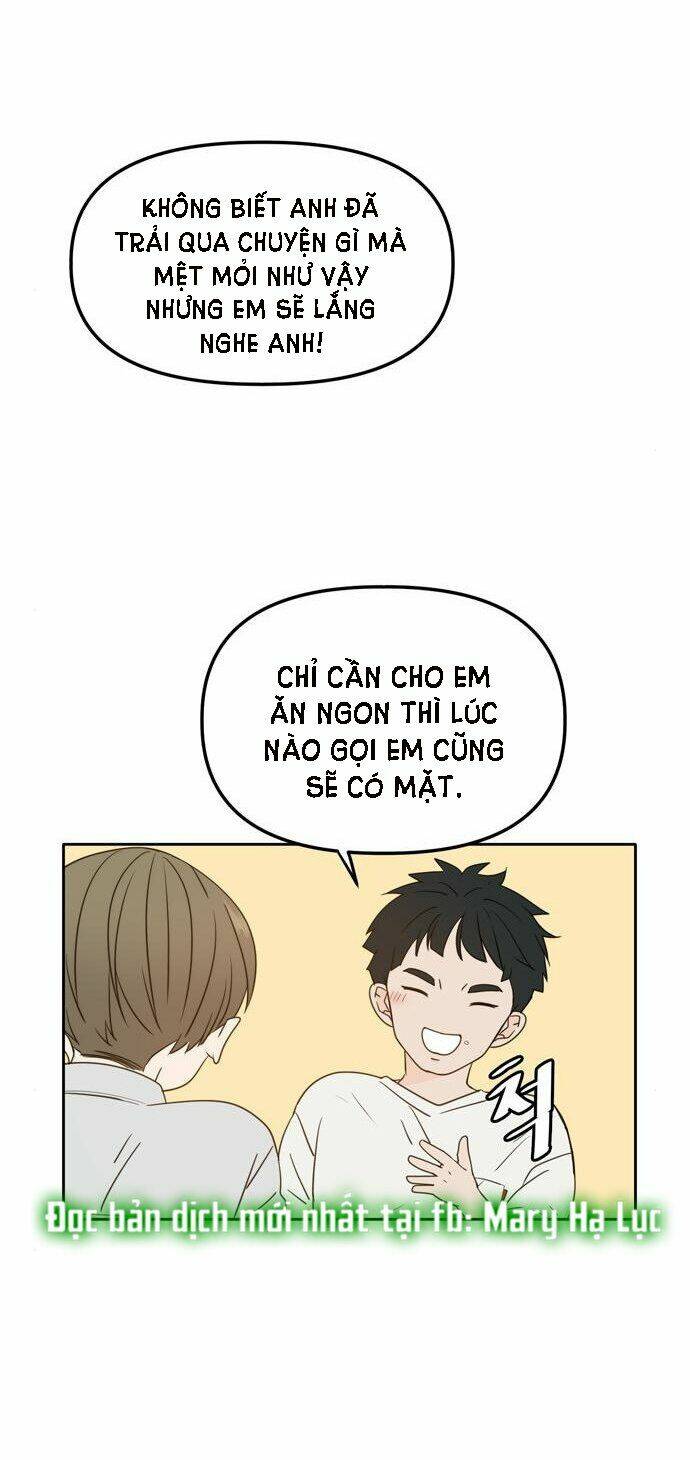 KHÔNG BIẾT ANH ĐÃ
TRẢI QUA CHUYỆN GÌ MÀ
MỆT MỎI NHƯ VẬY
NHƯNG EM SẼ LẮNG
NGHE ANH!
CHỈ CẦN CHO EM
ĂN NGON THÌ LÚC
NÀO GỌI EM CŨNG
SẼ CÓ MẶT.
척
Đọc bản dịch mới nhất tại fb: Mary Hạ Lục